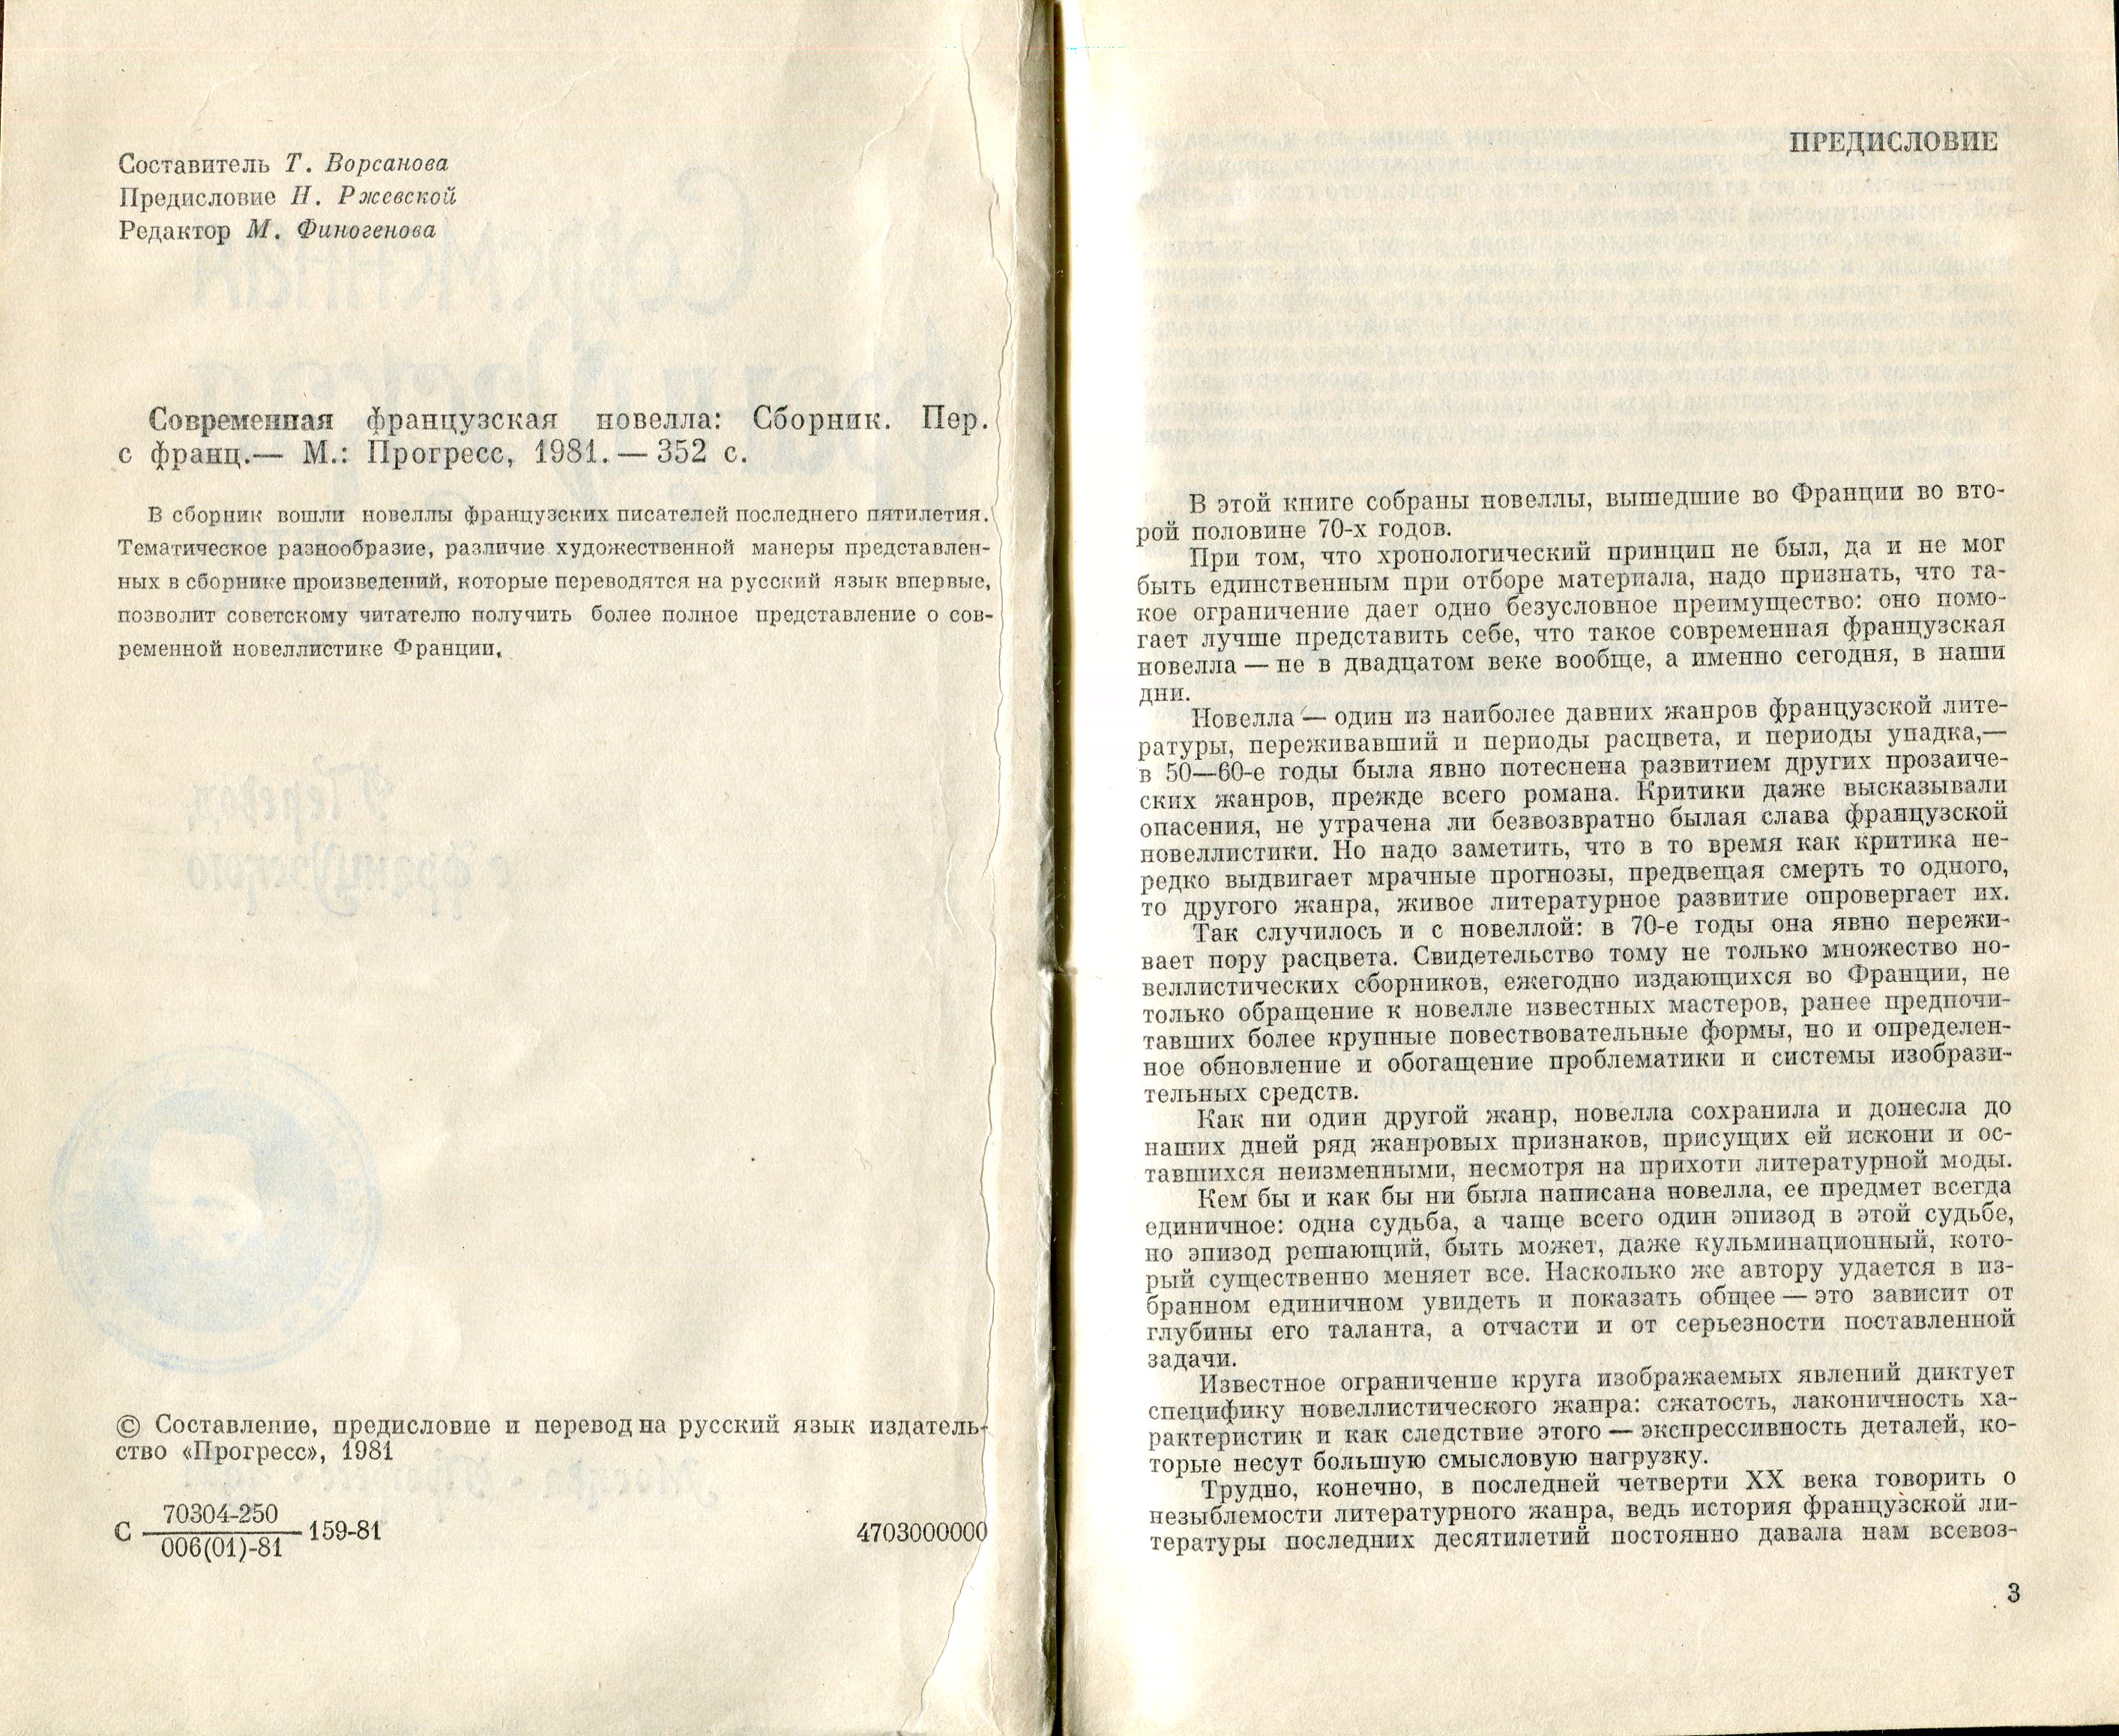 Составитель Т. Ворсанова
Предисловие Н. Ржевской
Редактор М. Финогенова
Современная французская новелла: Сборник. Пер.
с франц.— М.: Прогресс, 1981. — 352 с.
В сборник вошли новеллы французских писателей последнего пятилетия.
Тематическое разнообразие, различие художественной манеры представлен-
ных в сборнике произведений, которые переводятся на русский язык впервые,
позволит советскому читателю получить более полное представление о сов-
ременной новеллистике Франции.
© Составление, предисловие и перевод на русский язык издатель-
ство «Прогресс», 1981
70304-250
С 159-81 4703000000
006(01)-81
ПРЕДИСЛОВИЕ
В этой книге собраны новеллы, вышедшие во Франции во вто-
рой половине 70-х годов.
При том, что хронологический принцип не был, да и не мог
быть единственным при отборе материала, надо признать, что та-
кое ограничение дает одно безусловное преимущество: оно помо-
гает лучше представить себе, что такое современная французская
новелла — не в двадцатом веке вообще, а именно сегодня, в наши
дни.
Новелла — один из наиболее давних жанров французской лите-
ратуры, переживавший и периоды расцвета, и периоды упадка,—
в 50—60-е годы была явно потеснена развитием других прозаиче-
ских жанров, прежде всего романа. Критики даже высказывали
опасения, не утрачена ли безвозвратно былая слава французской
новеллистики. Но надо заметить, что в то время как критика не-
редко выдвигает мрачные прогнозы, предвещая смерть то одного,
то другого жанра, живое литературное развитие опровергает их.
Так случилось и с новеллой: в 70-е годы она явно пережи-
вает пору расцвета. Свидетельство тому не только множество но-
веллистических сборников, ежегодно издающихся во Франции, не
только обращение к новелле известных мастеров, ранее предпочи-
тавших более крупные повествовательные формы, но и определен-
ное обновление и обогащение проблематики и системы изобрази-
тельных средств.
Как ни один другой жанр, новелла сохранила и донесла до
наших дней ряд жанровых признаков, присущих ей искони и ос-
тавшихся неизменными, несмотря на прихоти литературной моды.
Кем бы и как бы ни была написана новелла, ее предмет всегда
единичное: одна судьба, а чаще всего один эпизод в этой судьбе,
но эпизод решающий, быть может, даже кульминационный, кото-
рый существенно меняет все. Насколько же автору удается в из-
бранном единичном увидеть и показать общее — это зависит от
глубины его таланта, а отчасти и от серьезности поставленной
задачи.
Известное ограничение круга изображаемых явлений диктует
специфику новеллистического жанра: сжатость, лаконичность ха-
рактеристик и как следствие этого — экспрессивность деталей, ко-
торые несут большую смысловую нагрузку.
Трудно, конечно, в последней четверти XX века говорить о
незыблемости литературного жанра, ведь история французской ли-
тературы последних десятилетий постоянно давала нам всевоз-
3